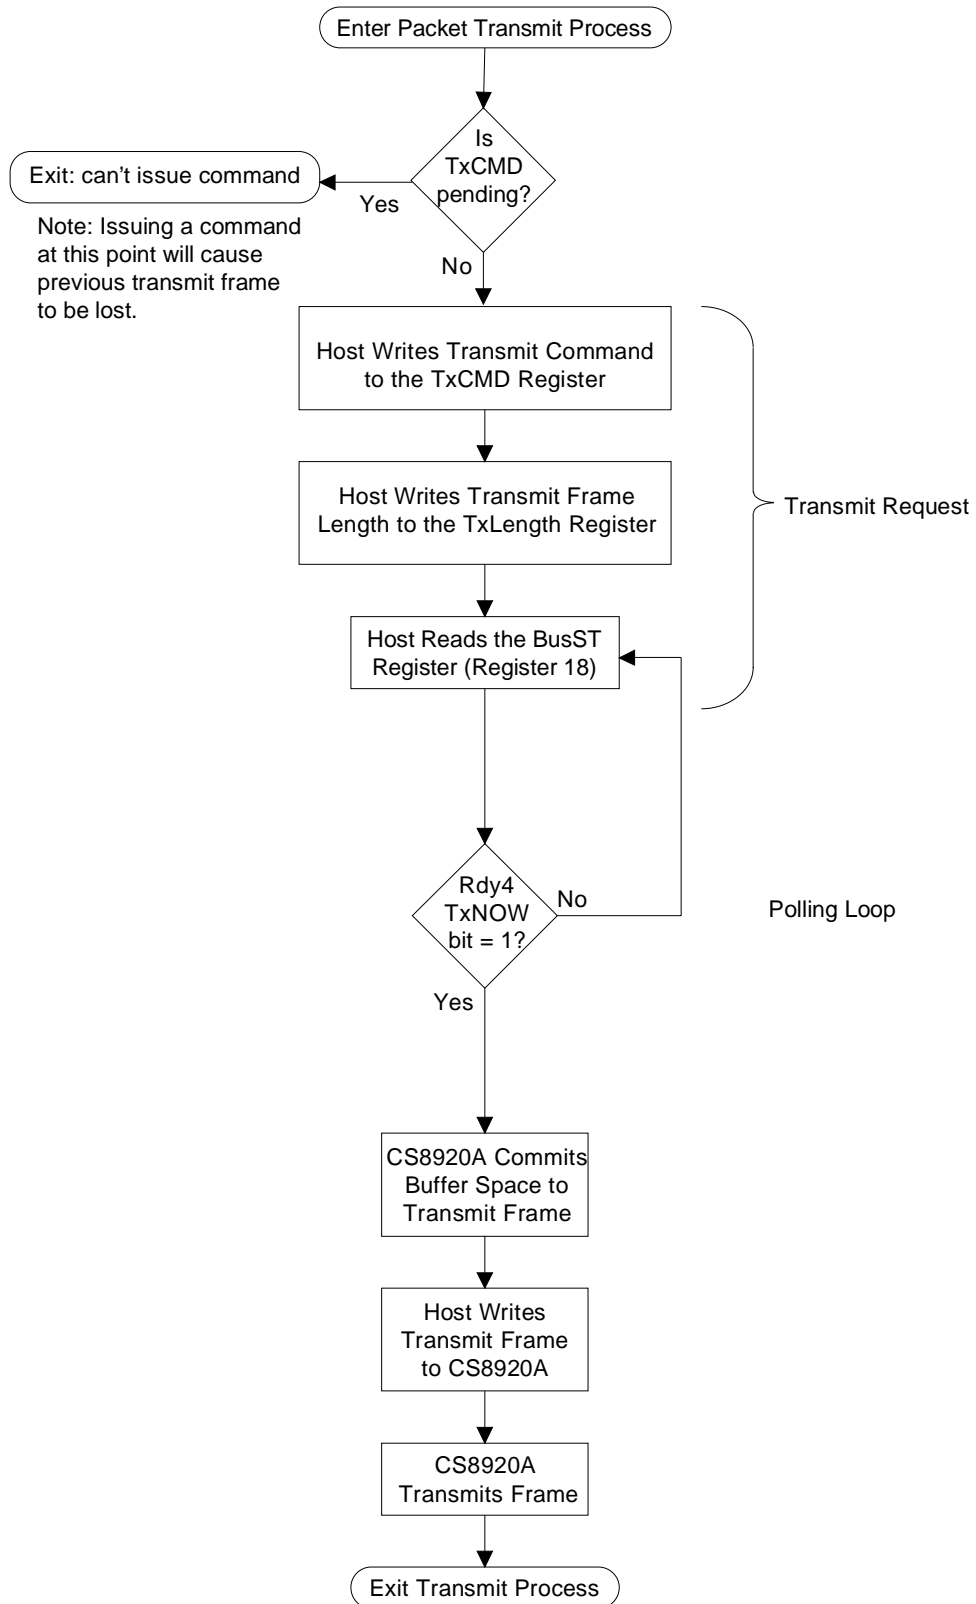 Enter Packet Transmit Process
Is
TxCMD
pending?
Exit: can't issue command
Yes
Note: Issuing a command
at this point will cause
previous transmit frame
to be lost.
No
Host Writes Transmit Command
to the TxCMD Register
Host Writes Transmit Frame
Length to the TxLength Register
Transmit Request
Host Reads the BusST
Register (Register 18)
Rdy4
TxNOW
bit = 1?
No
Polling Loop
Yes
CS8920A Commits
Buffer Space to
Transmit Frame
Host Writes
Transmit Frame
to CS8920A
CS8920A
Transmits Frame
Exit Transmit Process